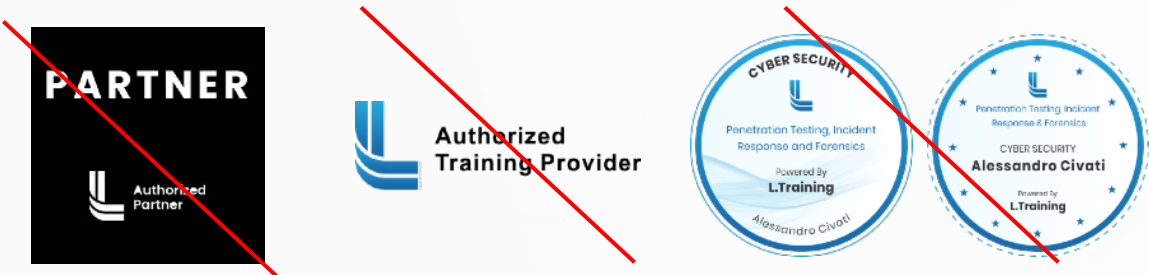 PARTNER
Authorized
Partner
Authorized
Training Provider
CYBER SECURITY
Penetration Testing, Incident
Response and Forensics
Powered By
L.Training
Alessandro Civati
Penetration Testing, Incident
Response & Forensics
CYBER SECURITY
Alessandro Civati
Powered By
L.Training